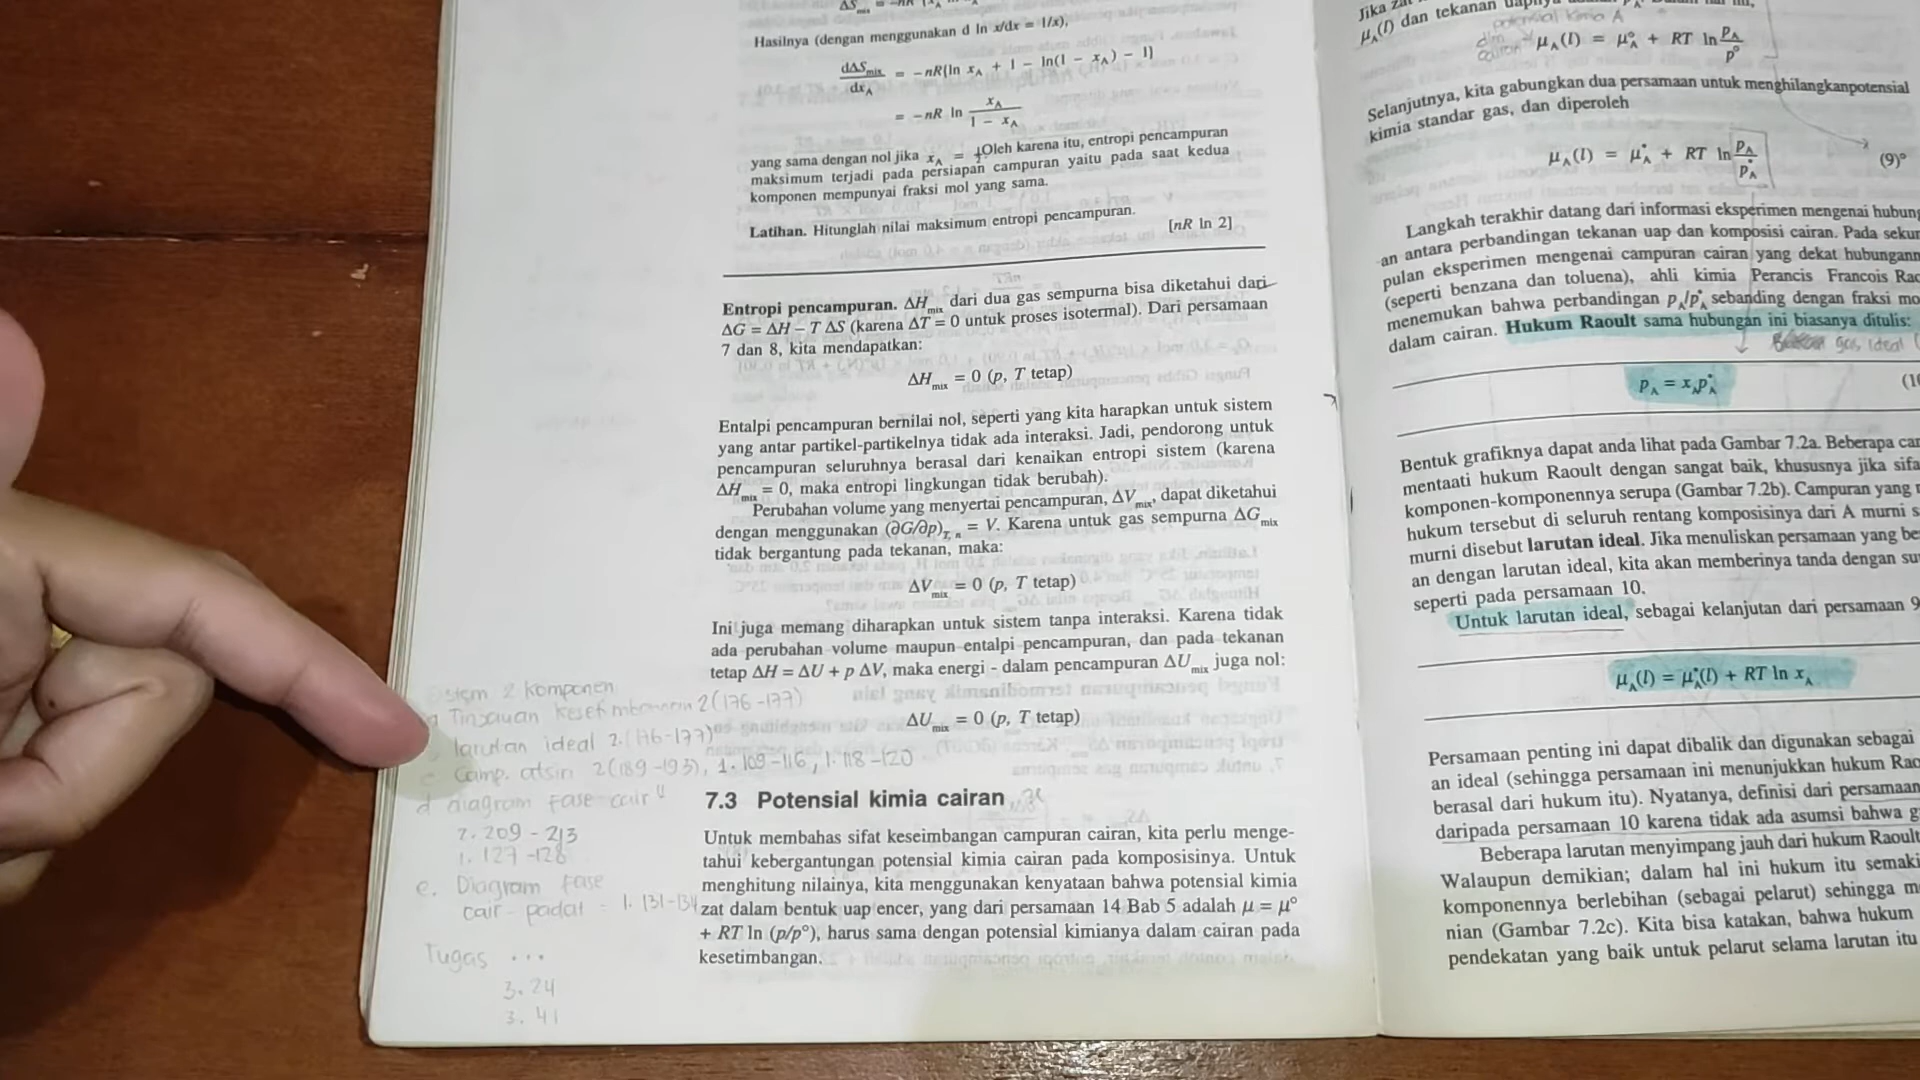 ΔS_mix = -nR
Hasilnya (dengan menggunakan d ln x/dx = 1/x),
dΔS_mix/dx_A = -nR{ln x_A + 1 - ln(1 - x_A) - 1}
= -nR ln x_A/(1 - x_A)
yang sama dengan nol jika x_A = Oleh karena itu, entropi pencampuran
maksimum terjadi pada persiapan campuran yaitu pada saat kedua
komponen mempunyai fraksi mol yang sama.
Latihan. Hitunglah nilai maksimum entropi pencampuran.
[nR ln 2]
Entropi pencampuran. ΔH_mix dari dua gas sempurna bisa diketahui dari
ΔG = ΔH – T ΔS (karena ΔT = 0 untuk proses isotermal). Dari persamaan
7 dan 8, kita mendapatkan:
ΔH_mix = 0 (p, T tetap)
Entalpi pencampuran bernilai nol, seperti yang kita harapkan untuk sistem
yang antar partikel-partikelnya tidak ada interaksi. Jadi, pendorong untuk
pencampuran seluruhnya berasal dari kenaikan entropi sistem (karena
ΔH_mix = 0, maka entropi lingkungan tidak berubah).
Perubahan volume yang menyertai pencampuran, ΔV_mix, dapat diketahui
dengan menggunakan (∂G/∂p)_T, n = V. Karena untuk gas sempurna ΔG_mix
tidak bergantung pada tekanan, maka:
ΔV_mix = 0 (p, T tetap)
Ini juga memang diharapkan untuk sistem tanpa interaksi. Karena tidak
ada perubahan volume maupun entalpi pencampuran, dan pada tekanan
tetap ΔH = ΔU + p ΔV, maka energi - dalam pencampuran ΔU_mix juga nol:
ΔU_mix = 0 (p, T tetap)
2 komponen
Tinjauan 2(176-177)
larutan ideal 2.(176-177)
c camp. atsiri 2(189-193), 1.109-116, 1.118-120
d diagram fase cair"
2. 209-213
1. 127-128
e. Diagram fase
cair-padat = 1. 131-134
Tugas ...
3. 24
3. 41
7.3 Potensial kimia cairan
Untuk membahas sifat keseimbangan campuran cairan, kita perlu menge-
tahui kebergantungan potensial kimia cairan pada komposisinya. Untuk
menghitung nilainya, kita menggunakan kenyataan bahwa potensial kimia
zat dalam bentuk uap encer, yang dari persamaan 14 Bab 5 adalah μ = μ°
+ RT ln (p/p°), harus sama dengan potensial kimianya dalam cairan pada
kesetimbangan.
Jika
μ_A(l) dan tekanan
potensial kimia A
dlm cairan
μ_A(l) = μ°_A + RT ln p_A/p°
Selanjutnya, kita gabungkan dua persamaan untuk menghilangkanpotensial
kimia standar gas, dan diperoleh
μ_A(l) = μ*_A + RT ln p_A/p*_A (9)°
Langkah terakhir datang dari informasi eksperimen mengenai hubung
an antara perbandingan tekanan uap dan komposisi cairan. Pada sekum
pulan eksperimen mengenai campuran cairan yang dekat hubungann
(seperti benzana dan toluena), ahli kimia Perancis Francois Rao
menemukan bahwa perbandingan p_A/p*_A sebanding dengan fraksi mo
dalam cairan. Hukum Raoult sama hubungan ini biasanya ditulis:
gas ideal
p_A = x_A p*_A (10
Bentuk grafiknya dapat anda lihat pada Gambar 7.2a. Beberapa cam
mentaati hukum Raoult dengan sangat baik, khususnya jika sifa
komponen-komponennya serupa (Gambar 7.2b). Campuran yang
hukum tersebut di seluruh rentang komposisinya dari A murni s
murni disebut larutan ideal. Jika menuliskan persamaan yang be
an dengan larutan ideal, kita akan memberinya tanda dengan su
seperti pada persamaan 10.
Untuk larutan ideal, sebagai kelanjutan dari persamaan 9
μ_A(l) = μ*_A(l) + RT ln x_A
Persamaan penting ini dapat dibalik dan digunakan sebagai
an ideal (sehingga persamaan ini menunjukkan hukum Rao
berasal dari hukum itu). Nyatanya, definisi dari persamaan
daripada persamaan 10 karena tidak ada asumsi bahwa g
Beberapa larutan menyimpang jauh dari hukum Raoult
Walaupun demikian; dalam hal ini hukum itu semaki
komponennya berlebihan (sebagai pelarut) sehingga m
nian (Gambar 7.2c). Kita bisa katakan, bahwa hukum
pendekatan yang baik untuk pelarut selama larutan itu